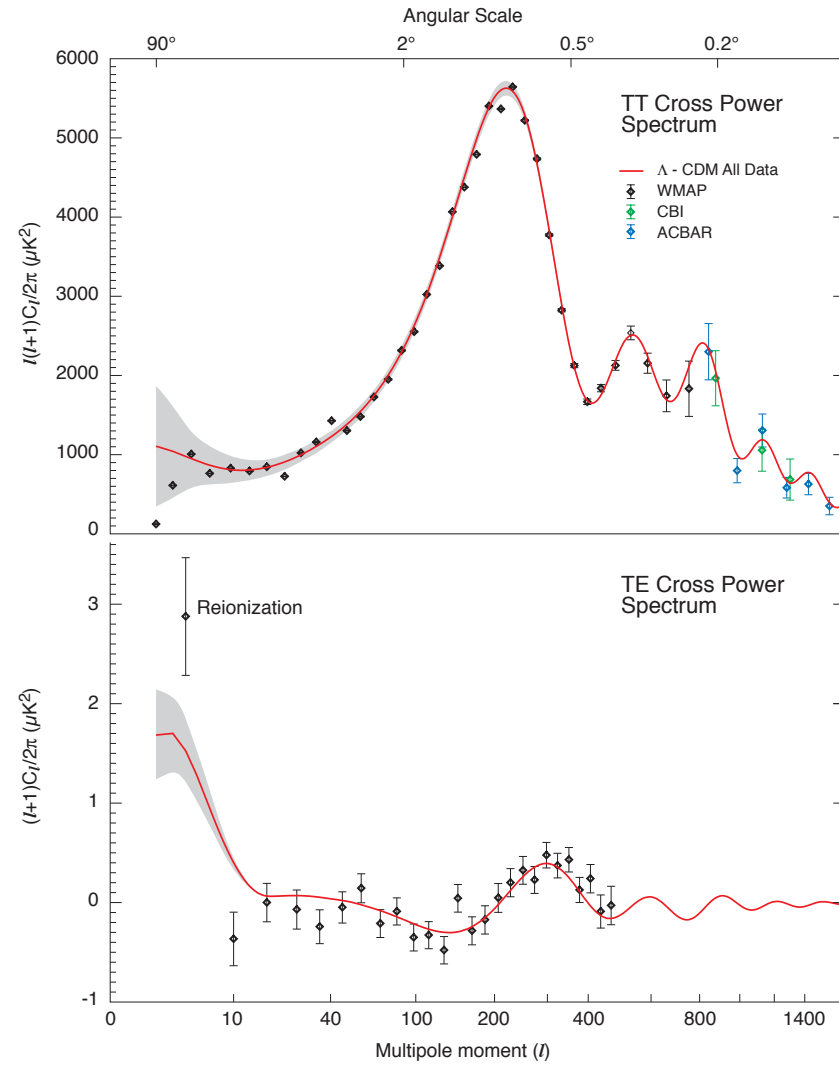 Angular Scale
90° 2° 0.5° 0.2°
6000
5000
4000
3000
2000
1000
0
l(l+1)Cl/2π (μK²)
TT Cross Power
Spectrum
Λ - CDM All Data
WMAP
CBI
ACBAR
3
2
1
0
-1
(l+1)Cl/2π (μK²)
Reionization
TE Cross Power
Spectrum
0 10 40 100 200 400 800 1400
Multipole moment (l)